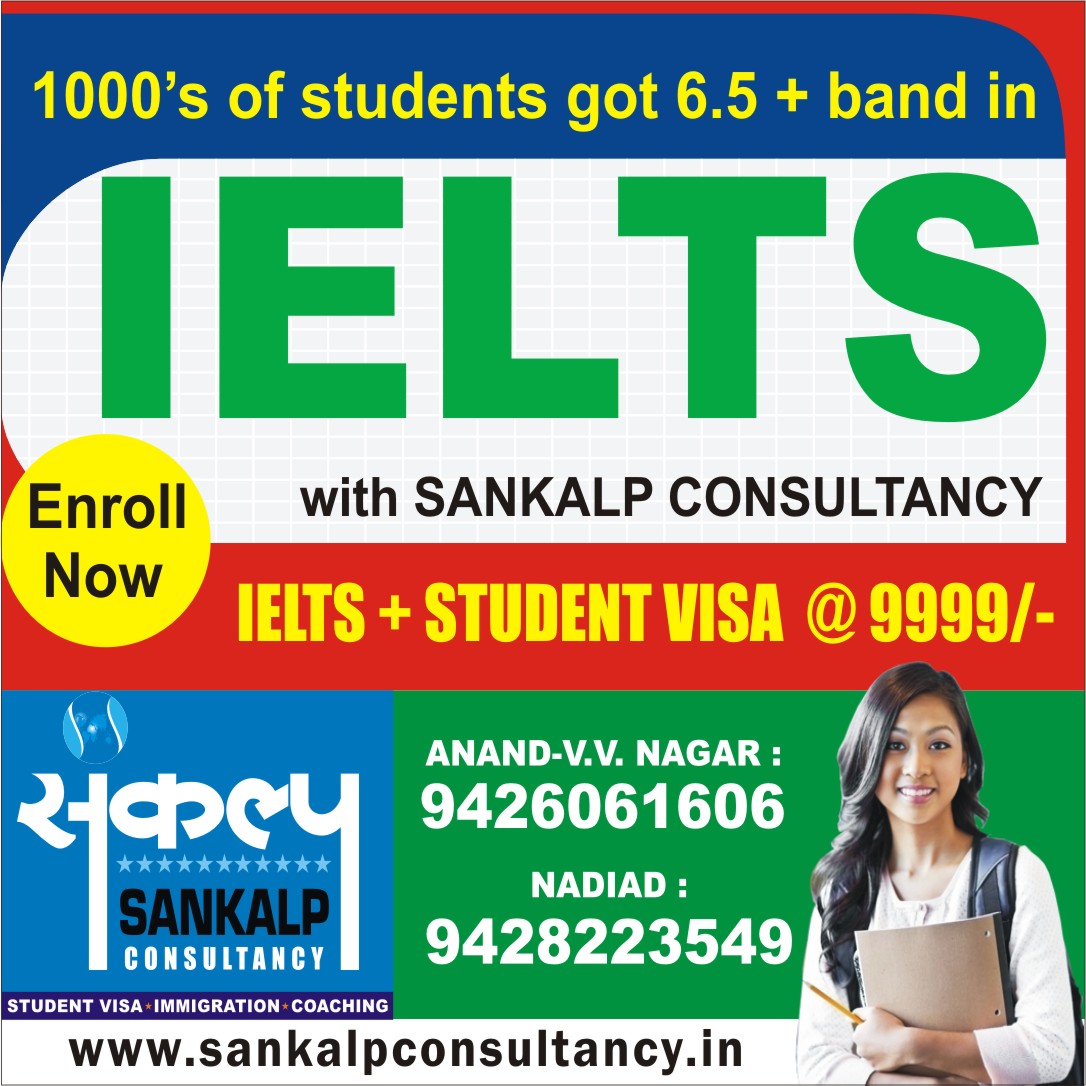 1000’s of students got 6.5 + band in
IELTS
with SANKALP CONSULTANCY
Enroll
Now
IELTS + STUDENT VISA @ 9999/-
संकल्प
SANKALP
CONSULTANCY
STUDENT VISA★IMMIGRATION★COACHING
ANAND-V.V. NAGAR :
9426061606
NADIAD :
9428223549
www.sankalpconsultancy.in